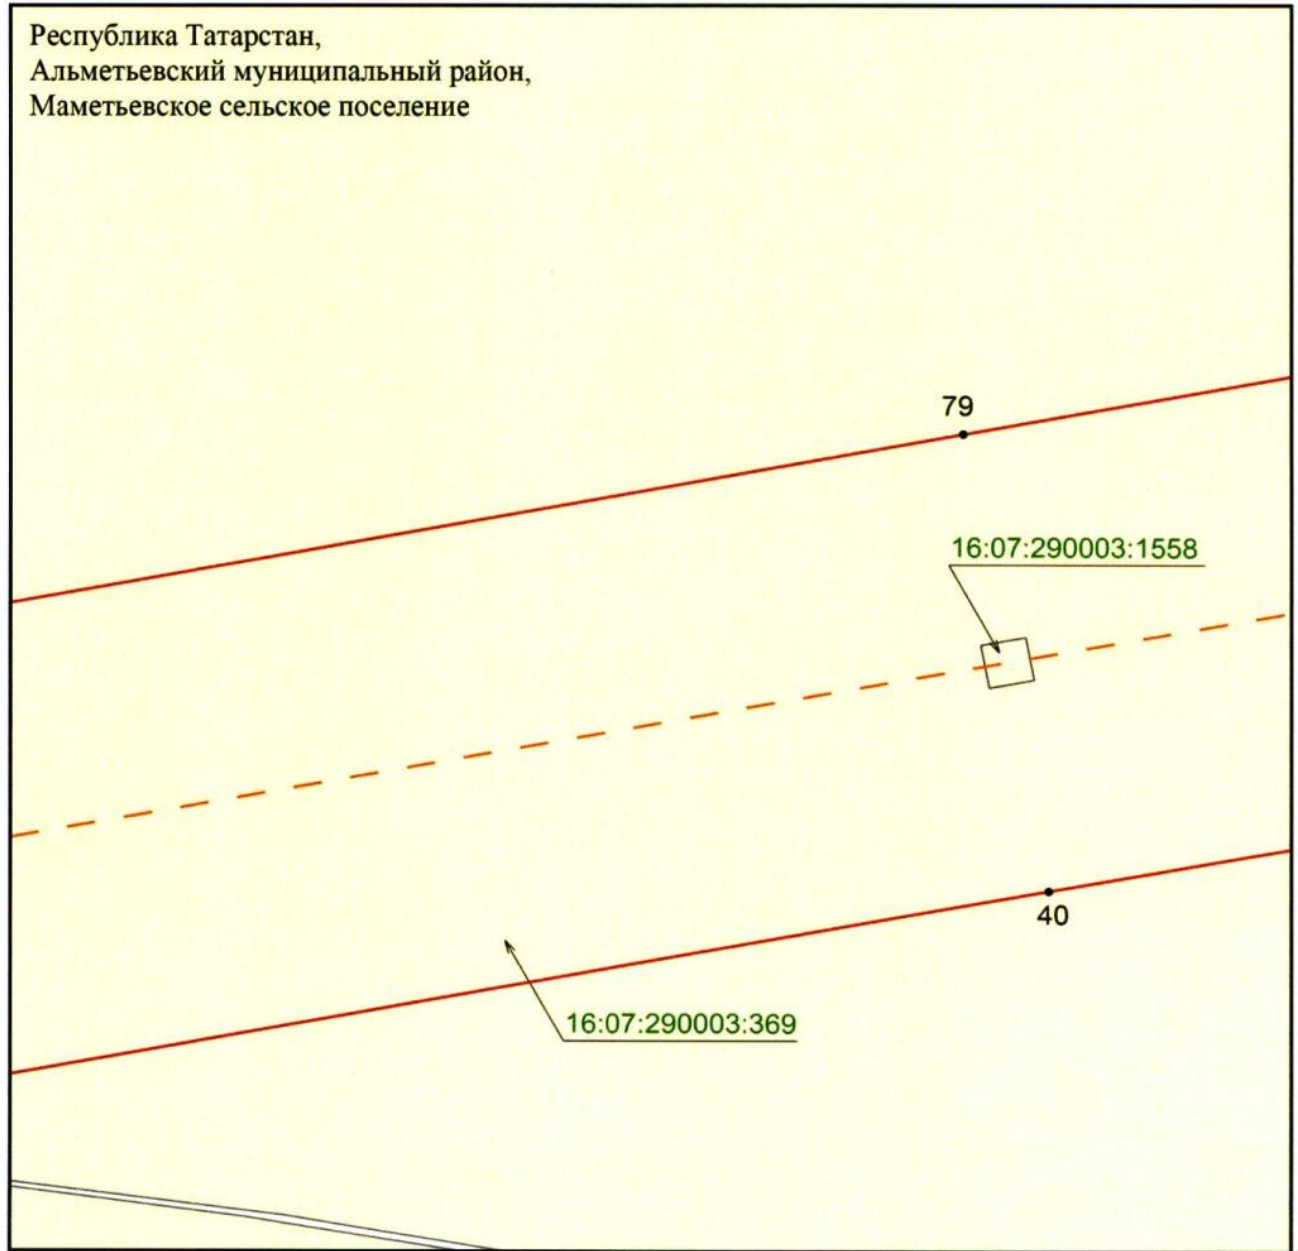 Республика Татарстан,
Альметьевский муниципальный район,
Маметьевское сельское поселение
79
16:07:290003:1558
40
16:07:290003:369